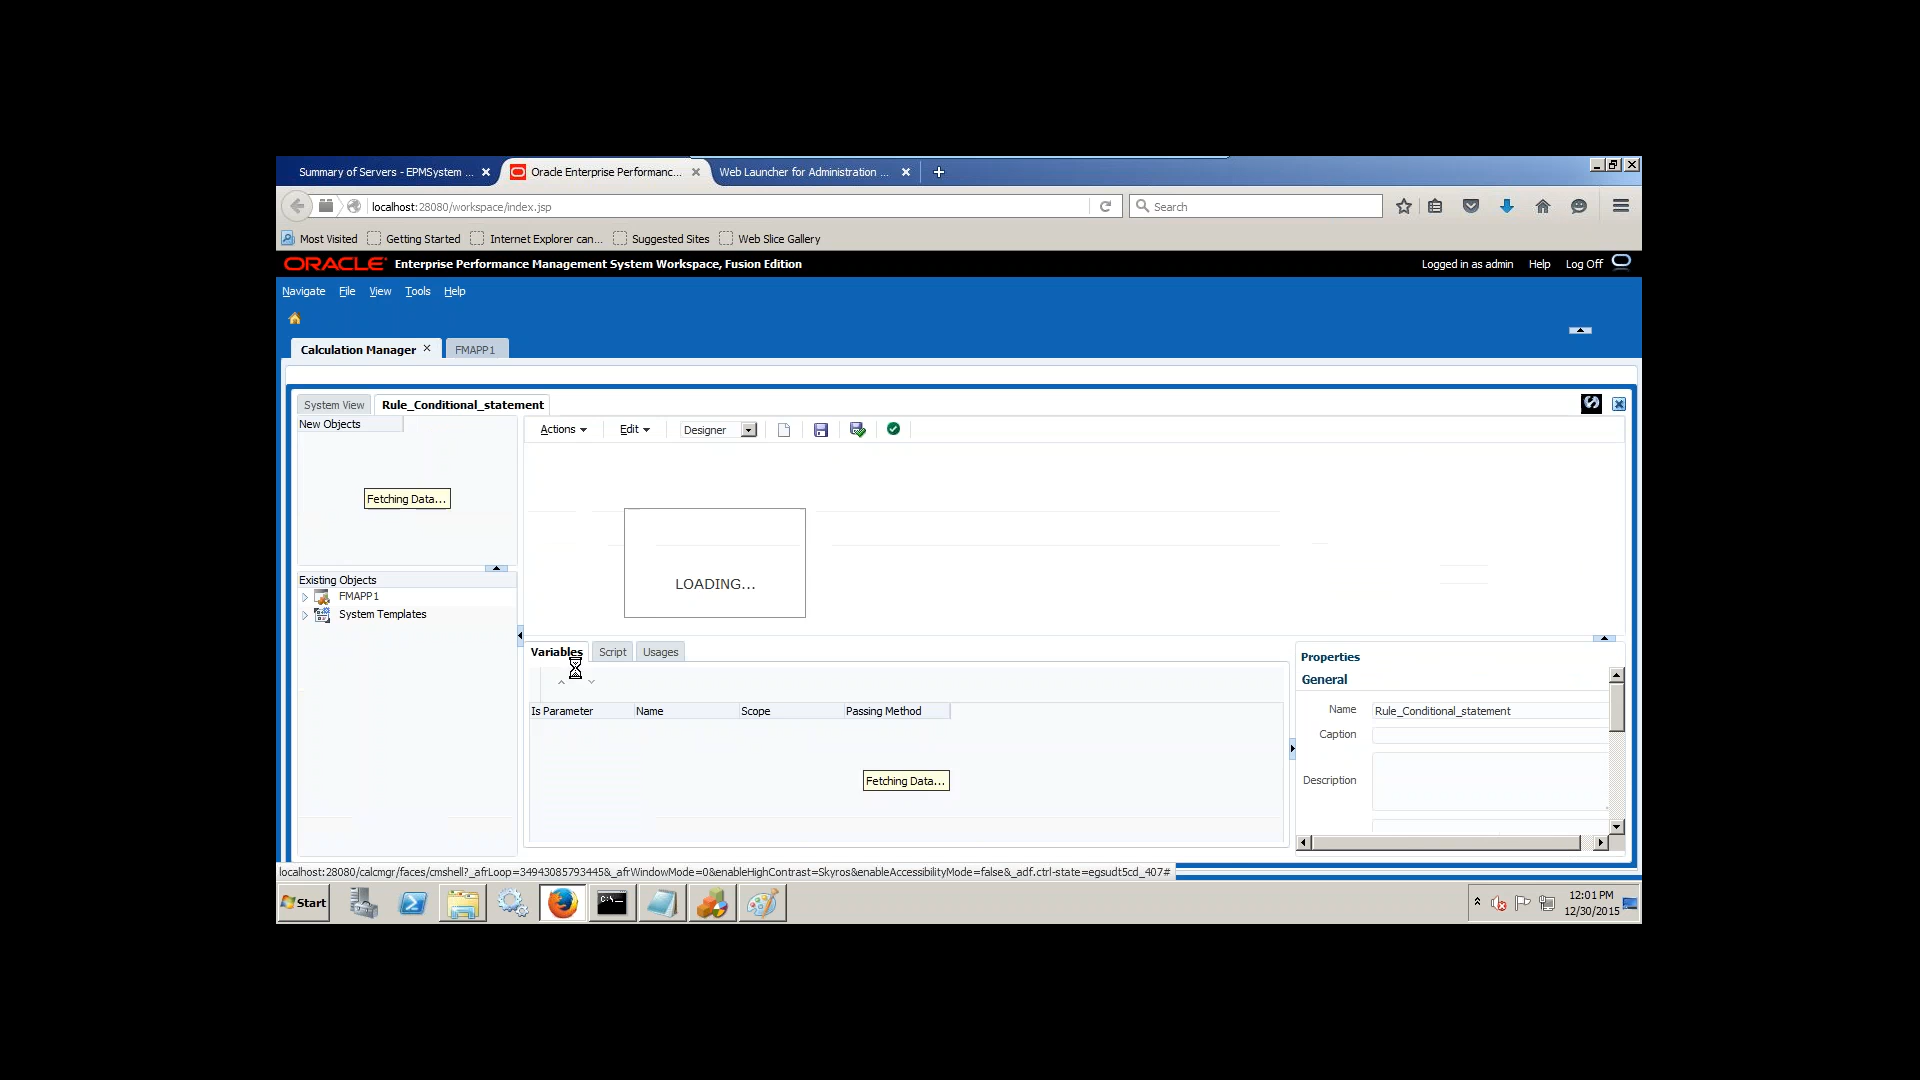 Summary of Servers - EPMSystem ...
Oracle Enterprise Performanc...
Web Launcher for Administration ...
localhost:28080/workspace/index.jsp
Search
Most Visited
Getting Started
Internet Explorer can...
Suggested Sites
Web Slice Gallery
ORACLE Enterprise Performance Management System Workspace, Fusion Edition
Logged in as admin
Help
Log Off
Navigate
File
View
Tools
Help
Calculation Manager
FMAPP1
System View
Rule_Conditional_statement
New Objects
Actions
Edit
Designer
Fetching Data...
LOADING...
Existing Objects
FMAPP1
System Templates
Variables
Script
Usages
Is Parameter
Name
Scope
Passing Method
Fetching Data...
Properties
General
Name Rule_Conditional_statement
Caption
Description
localhost:28080/calcmgr/faces/cmshell?_afrLoop=34943085793445&_afrWindowMode=0&enableHighContrast=Skyros&enableAccessibilityMode=false&_adf.ctrl-state=egsudt5cd_407#
Start
C:\_
12:01 PM
12/30/2015